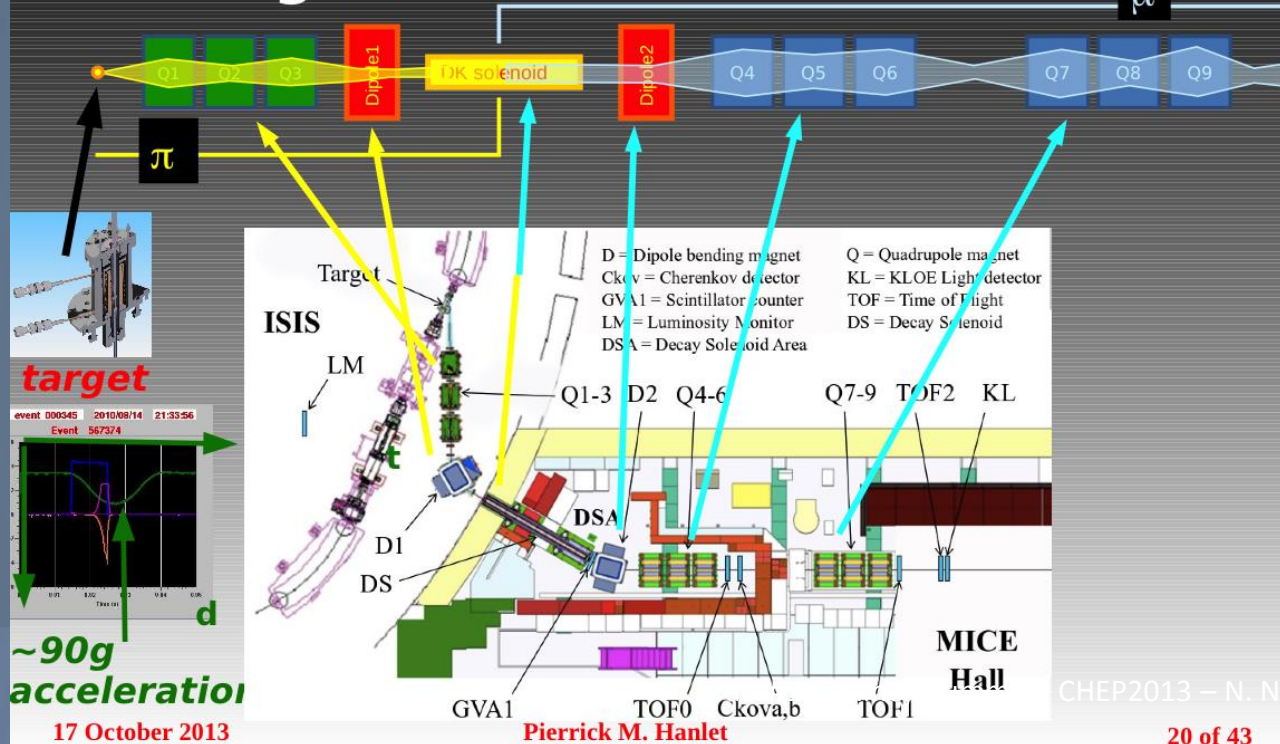 μ
Q1 Q2 Q3 Dipole1 DK solenoid Dipole2 Q4 Q5 Q6 Q7 Q8 Q9
π
target
event 000345 2010/08/14 21:33:56
Event 567374
t
d
~90g
acceleration
Target
ISIS
LM
D = Dipole bending magnet
Ckov = Cherenkov detector
GVA1 = Scintillator counter
LM = Luminosity Monitor
DSA = Decay Solenoid Area
Q = Quadrupole magnet
KL = KLOE Light detector
TOF = Time of Flight
DS = Decay Solenoid
Q1-3 D2 Q4-6 Q7-9 TOF2 KL
DSA
D1
DS
MICE
Hall
GVA1 TOF0 Ckova,b TOF1
CHEP2013 – N. N
17 October 2013 Pierrick M. Hanlet 20 of 43